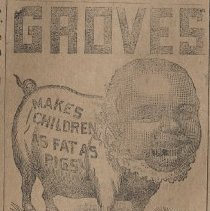 GROVES
MAKES
CHILDREN
AS FAT AS
PIGS.